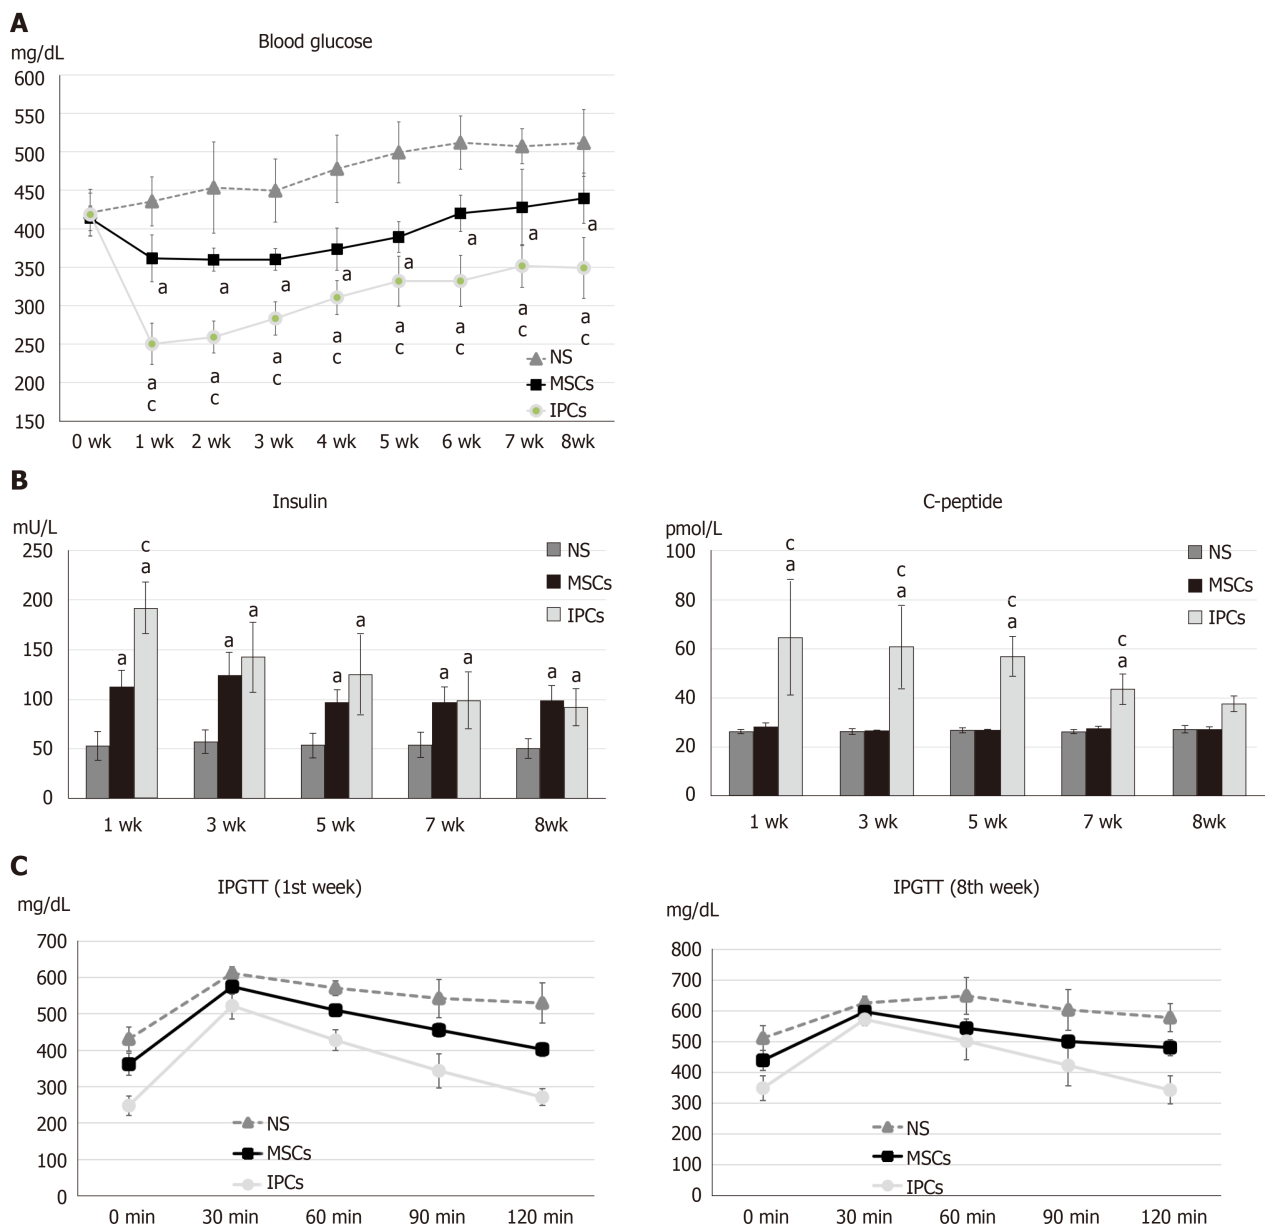 A
Blood glucose
mg/dL
600
550
500
450
400
350
300
250
200
150
a
a
a
a
a
a
a
a
a
c
a
c
a
c
a
c
a
c
a
c
a
c
a
c
NS
MSCs
IPCs
0 wk 1 wk 2 wk 3 wk 4 wk 5 wk 6 wk 7 wk 8wk
B
Insulin
mU/L
250
200
150
100
50
0
c
a
a
a
a
a
a
a
a
a
a
NS
MSCs
IPCs
1 wk 3 wk 5 wk 7 wk 8wk
C-peptide
pmol/L
100
80
60
40
20
0
c
a
c
a
c
a
c
a
NS
MSCs
IPCs
1 wk 3 wk 5 wk 7 wk 8wk
C
IPGTT (1st week)
mg/dL
700
600
500
400
300
200
100
0
NS
MSCs
IPCs
0 min 30 min 60 min 90 min 120 min
IPGTT (8th week)
mg/dL
800
700
600
500
400
300
200
100
0
NS
MSCs
IPCs
0 min 30 min 60 min 90 min 120 min